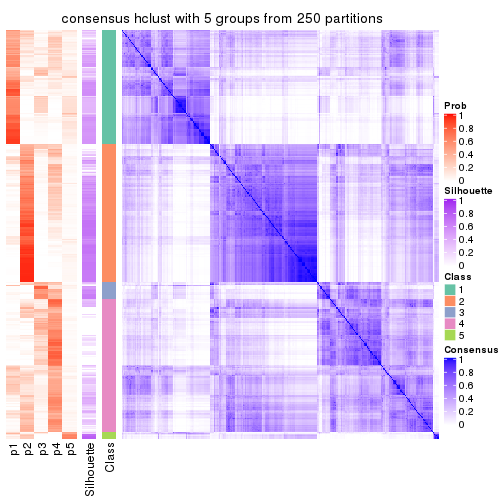 consensus hclust with 5 groups from 250 partitions
Prob
1
0.8
0.6
0.4
0.2
0
Silhouette
1
0.8
0.6
0.4
0.2
0
Class
1
2
3
4
5
Consensus
1
0.8
0.6
0.4
0.2
0
p1
p2
p3
p4
p5
Silhouette
Class